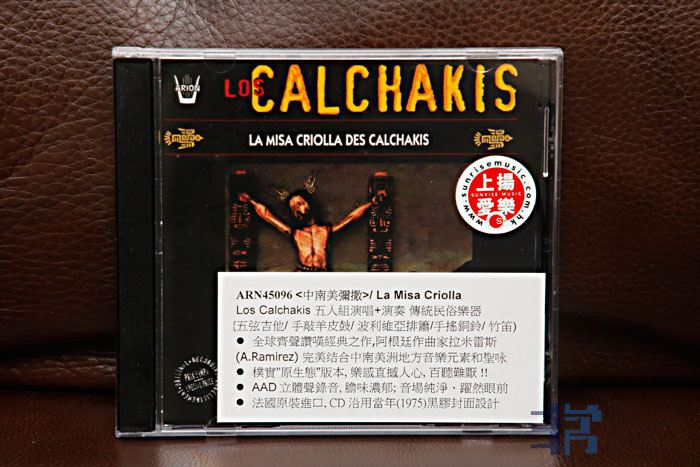 ARION
LOS CALCHAKIS
LA MISA CRIOLLA DES CALCHAKIS
www.sunrisemusic.com.hk
上揚
SUNRISE MUSIC
愛樂
S
ARN45096 <中南美彌撒>/ La Misa Criolla
Los Calchakis 五人組演唱+演奏 傳統民俗樂器
(五弦吉他/ 手敲羊皮鼓/ 波利維亞排簫/手搖銅鈴/ 竹笛)
● 全球齊聲讚嘆經典之作,阿根廷作曲家拉米雷斯
(A.Ramirez) 完美结合中南美洲地方音樂元素和聖咏
● 樸實"原生態"版本, 樂感直撼人心, 百聽難厭 !!
● AAD 立體聲錄音, 膽味濃郁; 音場純淨、躍然眼前
● 法國原裝進口, CD 沿用當年(1975)黑膠封面設計